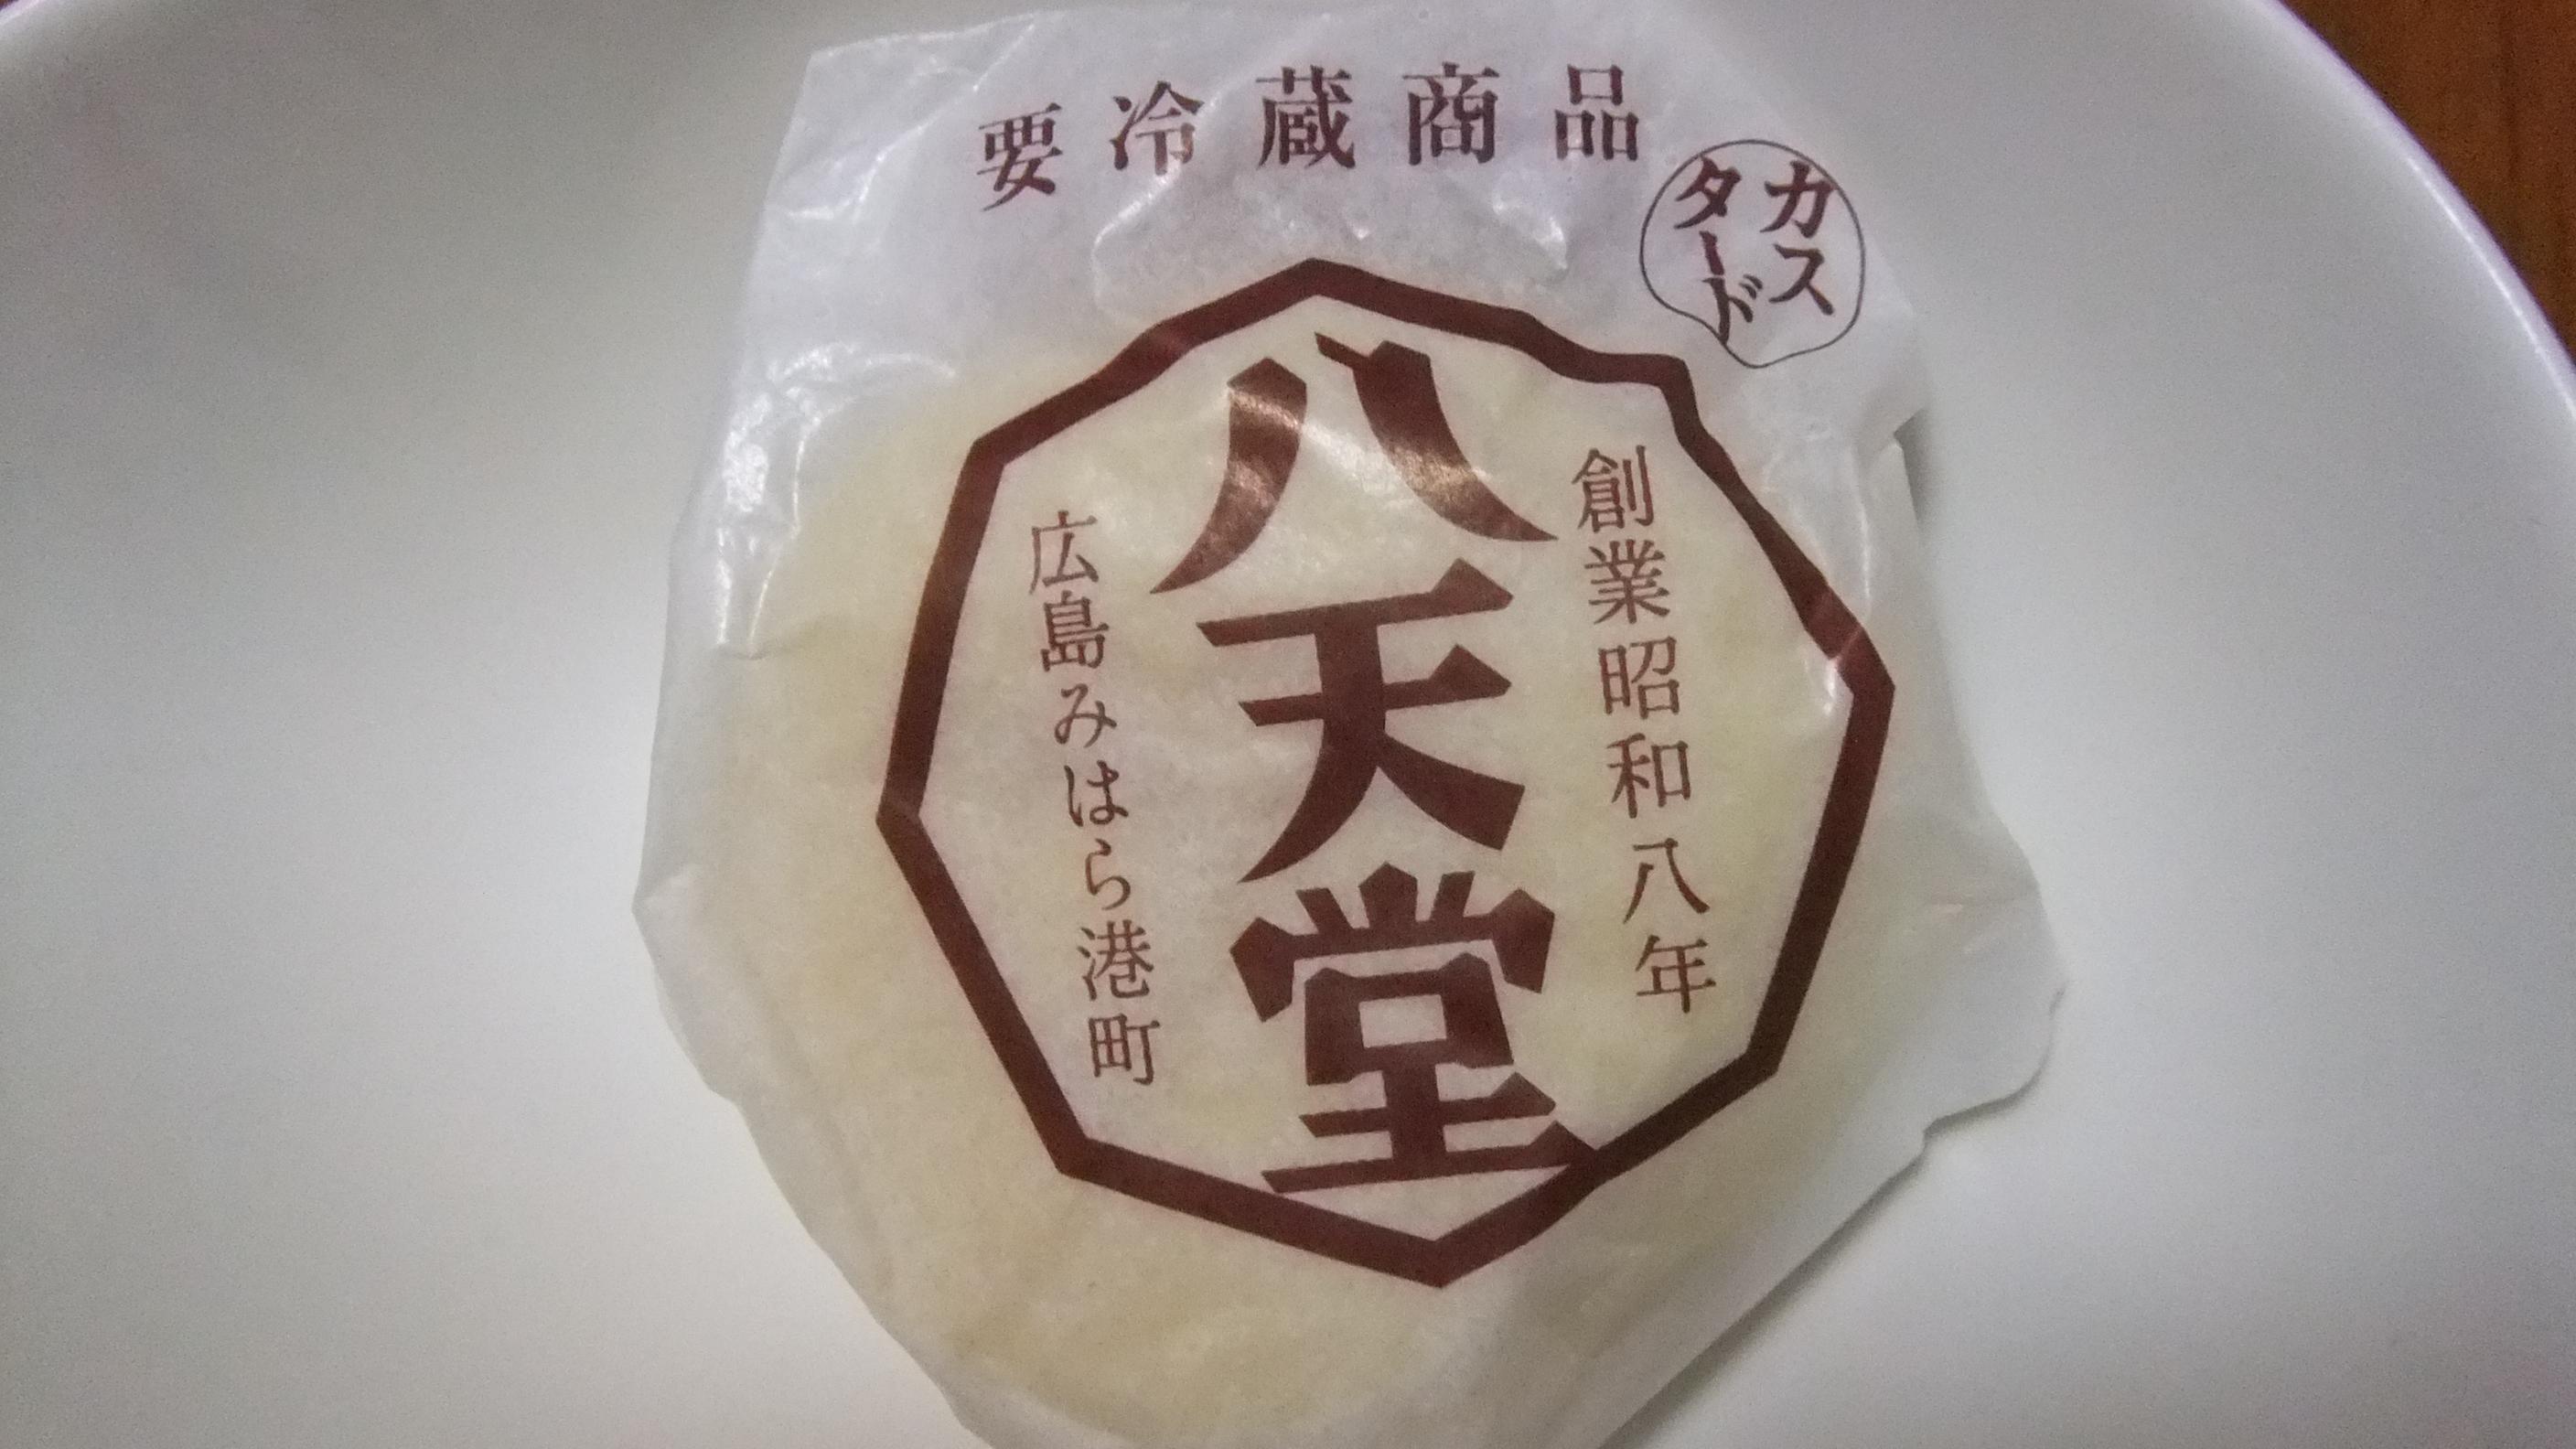 要冷蔵商品
カス
タード
創業昭和八年
八天堂
広島みはら港町